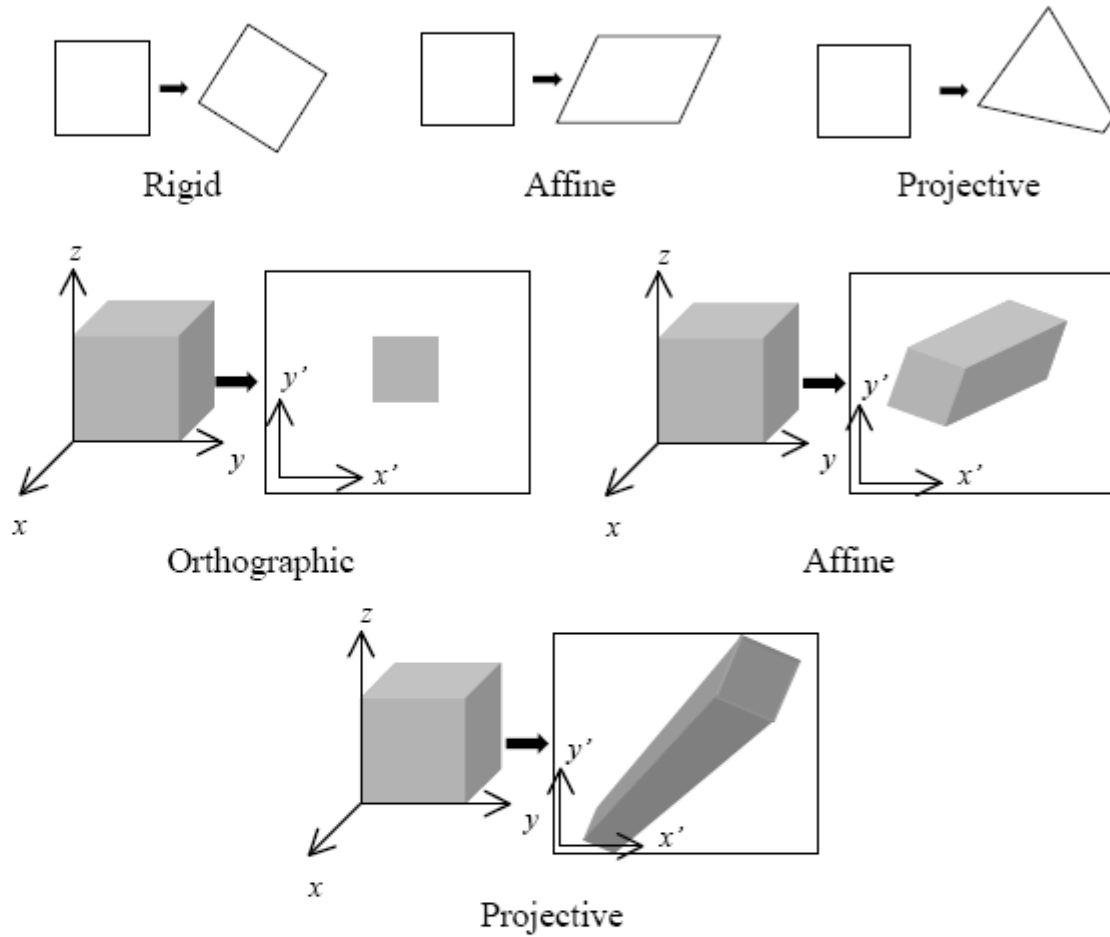 Rigid
Affine
Projective
z
y
x
y'
x'
Orthographic
z
y
x
y'
x'
Affine
z
y
x
y'
x'
Projective